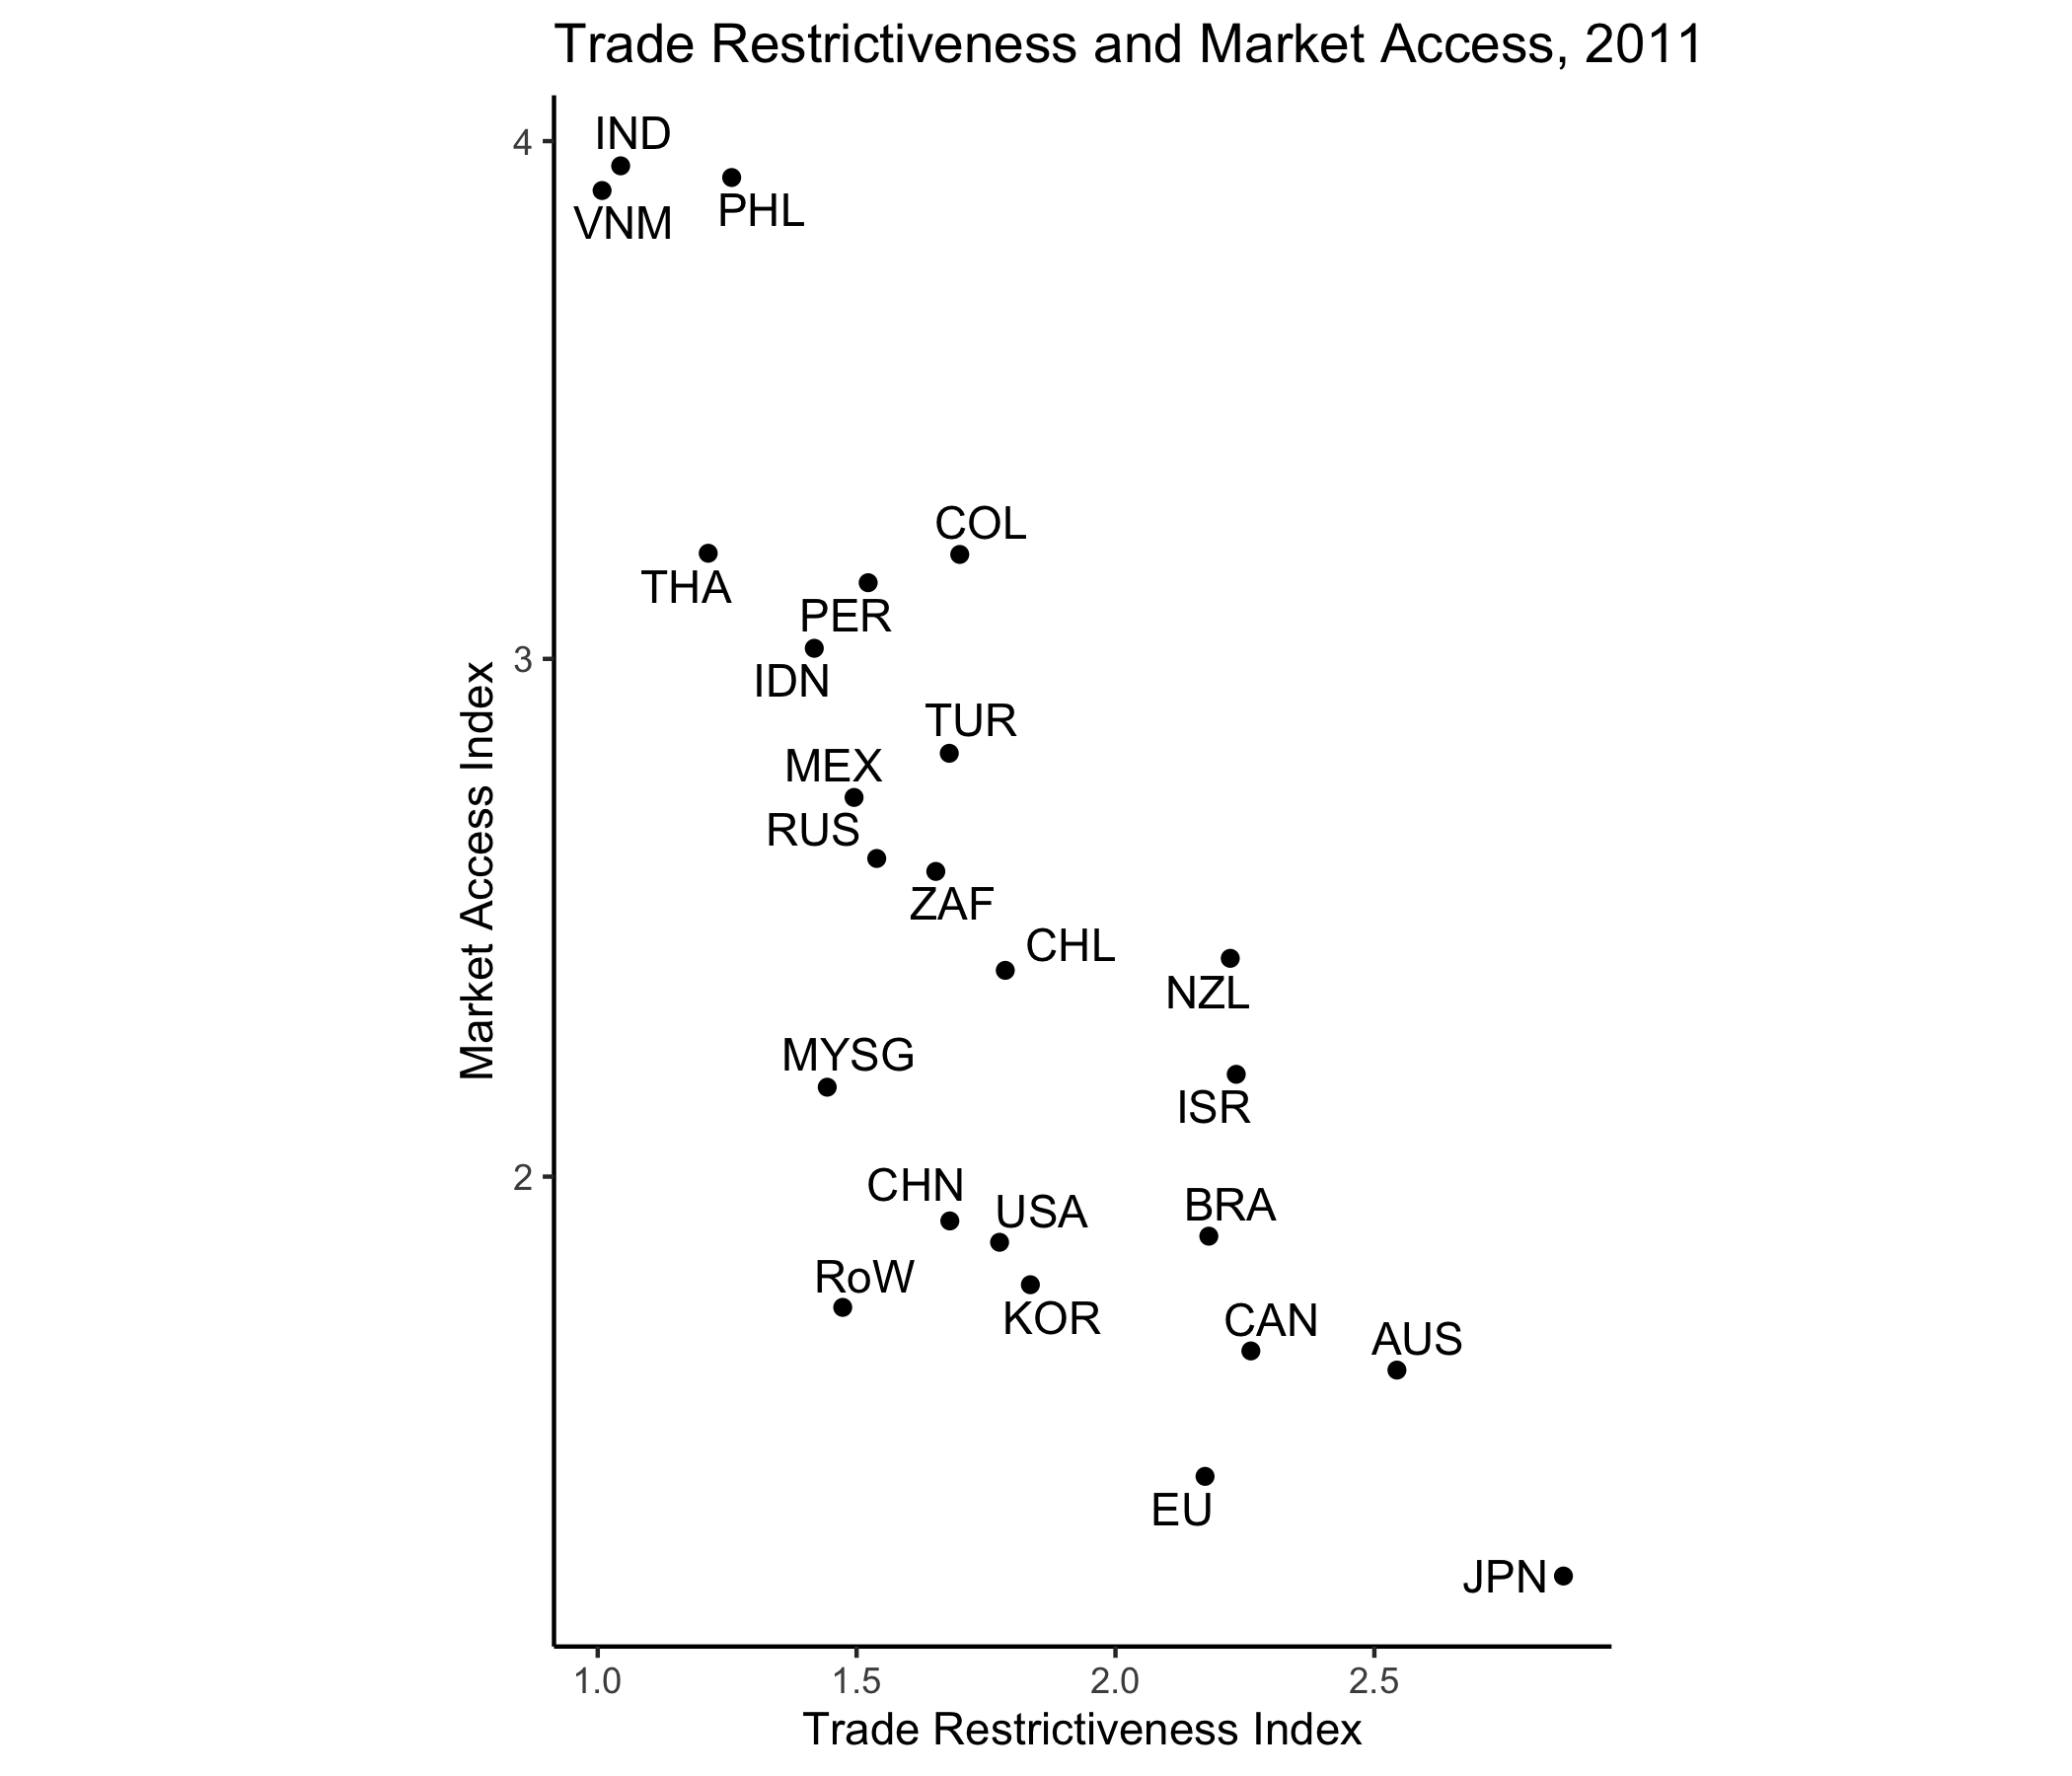 Trade Restrictiveness and Market Access, 2011
IND
4
VNM
PHL
COL
THA
PER
3
IDN
TUR
MEX
RUS
ZAF
CHL
NZL
MYSG
ISR
2
CHN
USA
BRA
RoW
KOR
CAN
AUS
EU
JPN
Market Access Index
1.0 1.5 2.0 2.5
Trade Restrictiveness Index